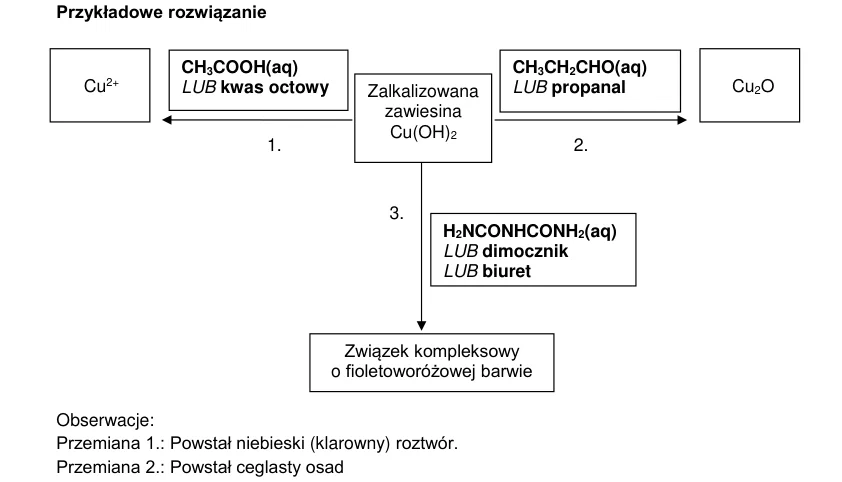 Przykładowe rozwiązanie
Cu²⁺
CH₃COOH(aq)
LUB kwas octowy
Zalkalizowana
zawiesina
Cu(OH)₂
CH₃CH₂CHO(aq)
LUB propanal
Cu₂O
1.
2.
3.
H₂NCONHCONH₂(aq)
LUB dimocznik
LUB biuret
Związek kompleksowy
o fioletoworóżowej barwie
Obserwacje:
Przemiana 1.: Powstał niebieski (klarowny) roztwór.
Przemiana 2.: Powstał ceglasty osad